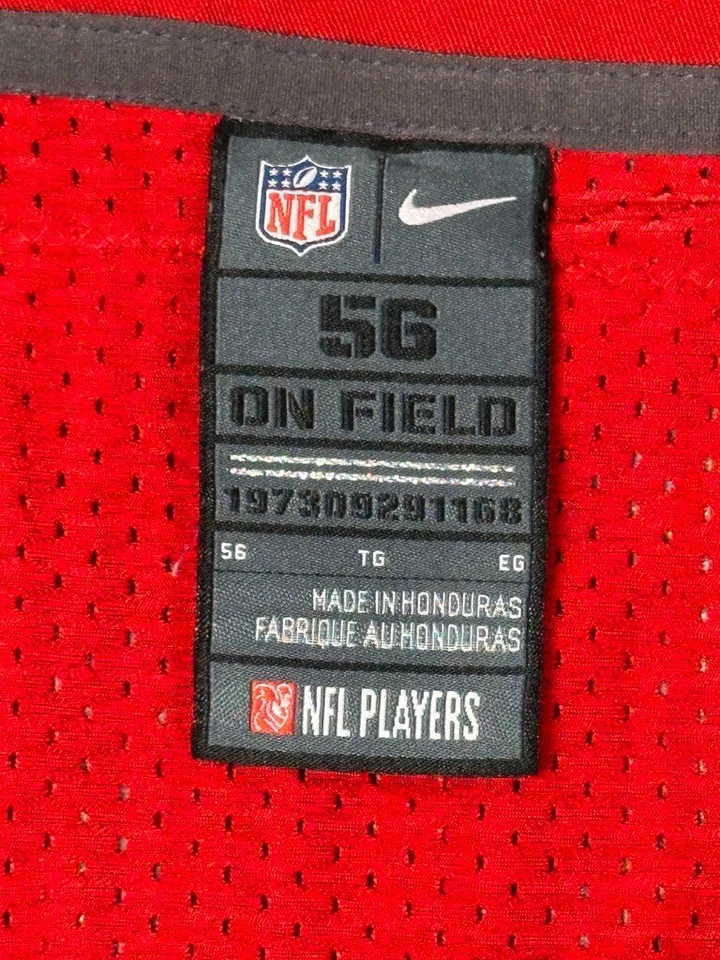 NFL
56
ON FIELD
197309291168
56 TG EG
MADE IN HONDURAS
FABRIQUE AU HONDURAS
NFL PLAYERS